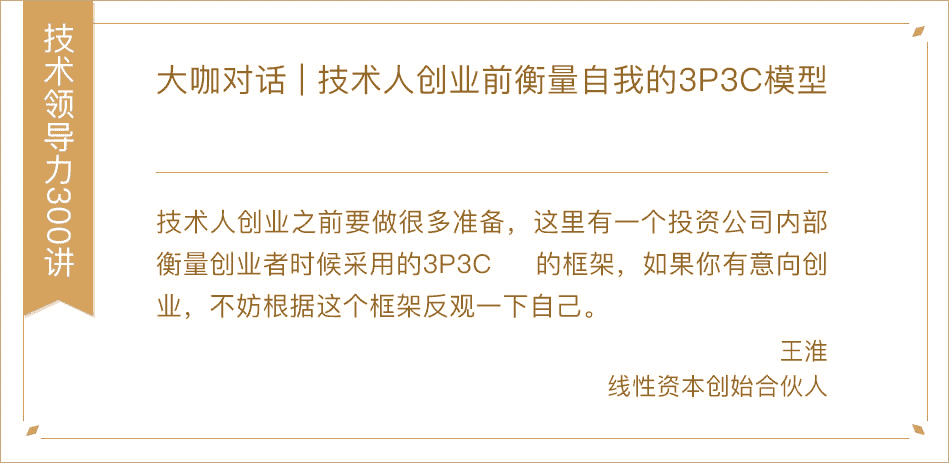 技术领导力300讲
大咖对话 | 技术人创业前衡量自我的3P3C模型
技术人创业之前要做很多准备，这里有一个投资公司内部
衡量创业者时候采用的3P3C 的框架，如果你有意向创
业，不妨根据这个框架反观一下自己。
王淮
线性资本创始合伙人